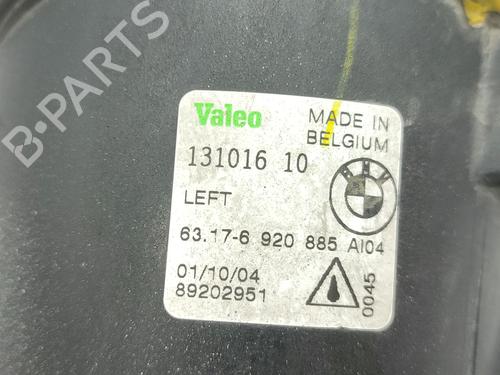 B-PARTS
Valeo
MADE IN
BELGIUM
131016 10
LEFT
63.17-6 920 885 AI04
01/10/04
89202951
0045